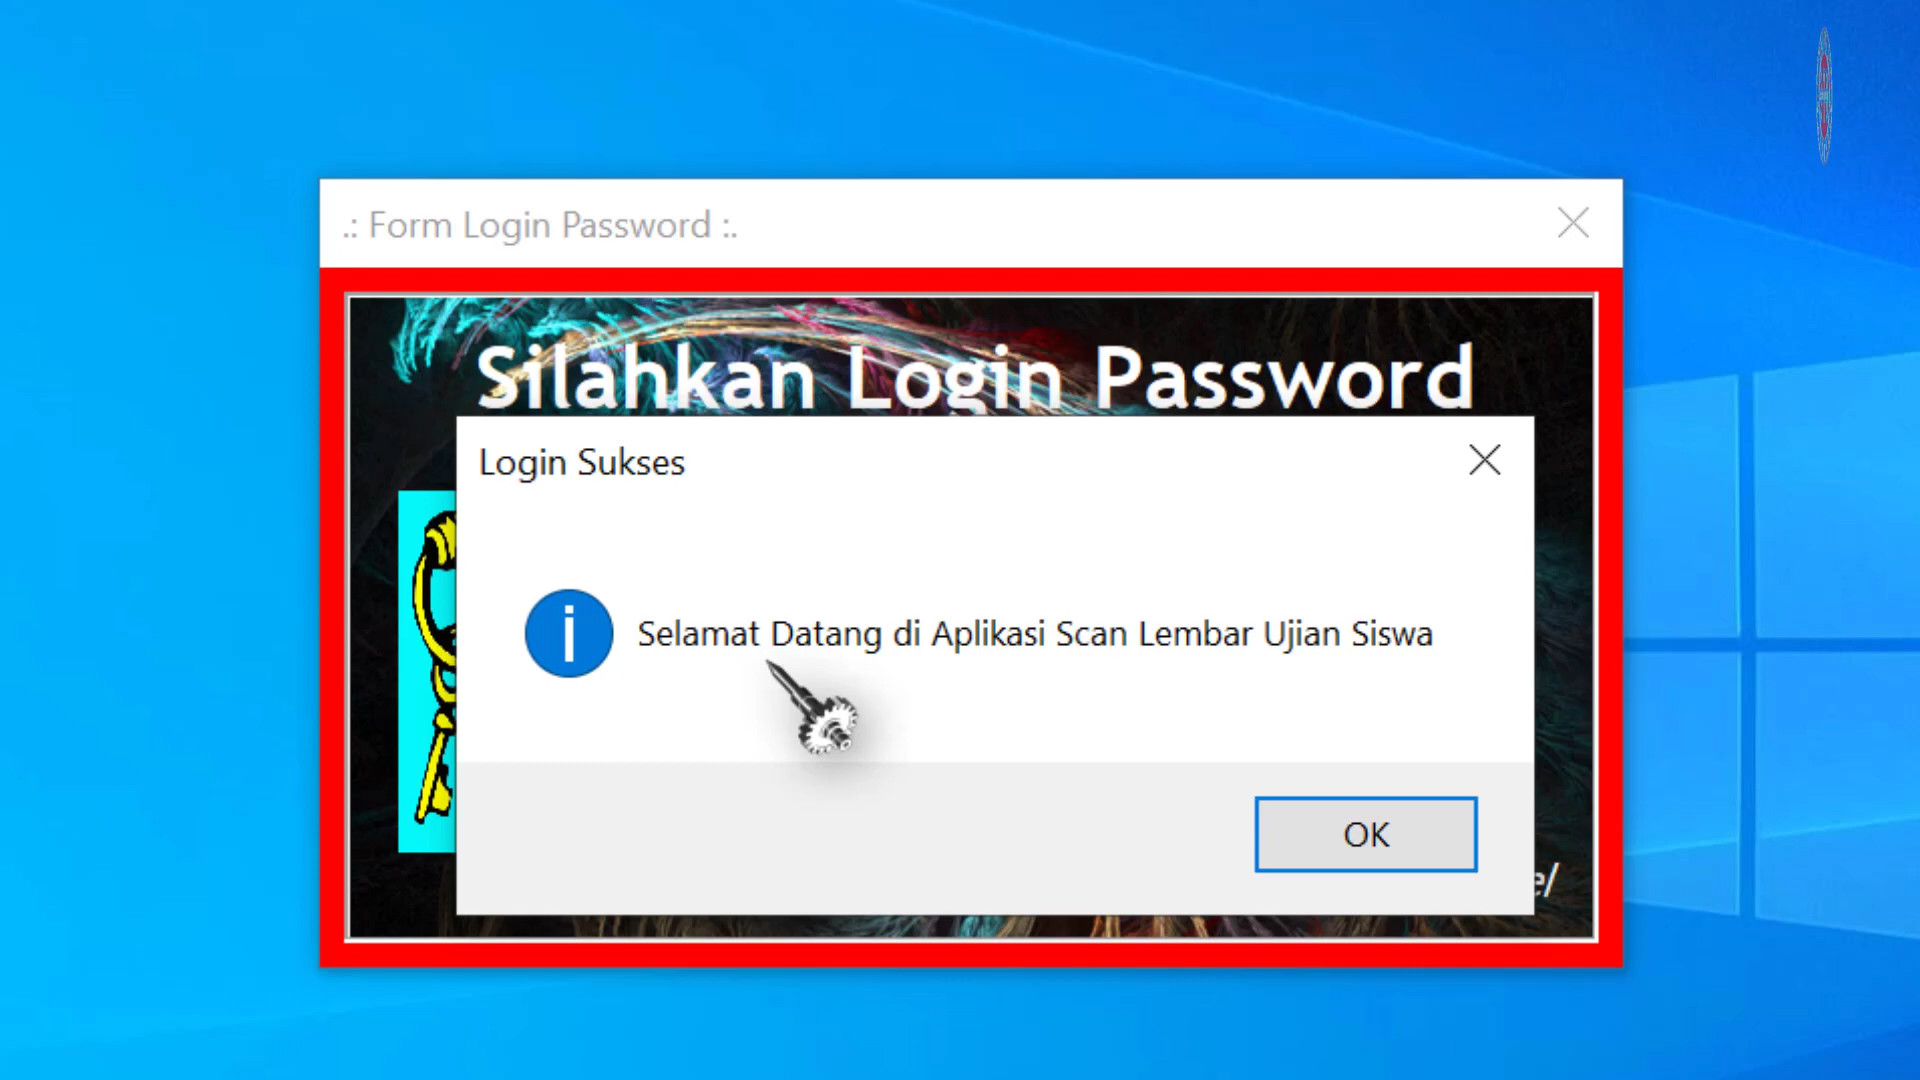 .: Form Login Password :.
Silahkan Login Password
Login Sukses
Selamat Datang di Aplikasi Scan Lembar Ujian Siswa
OK
e/